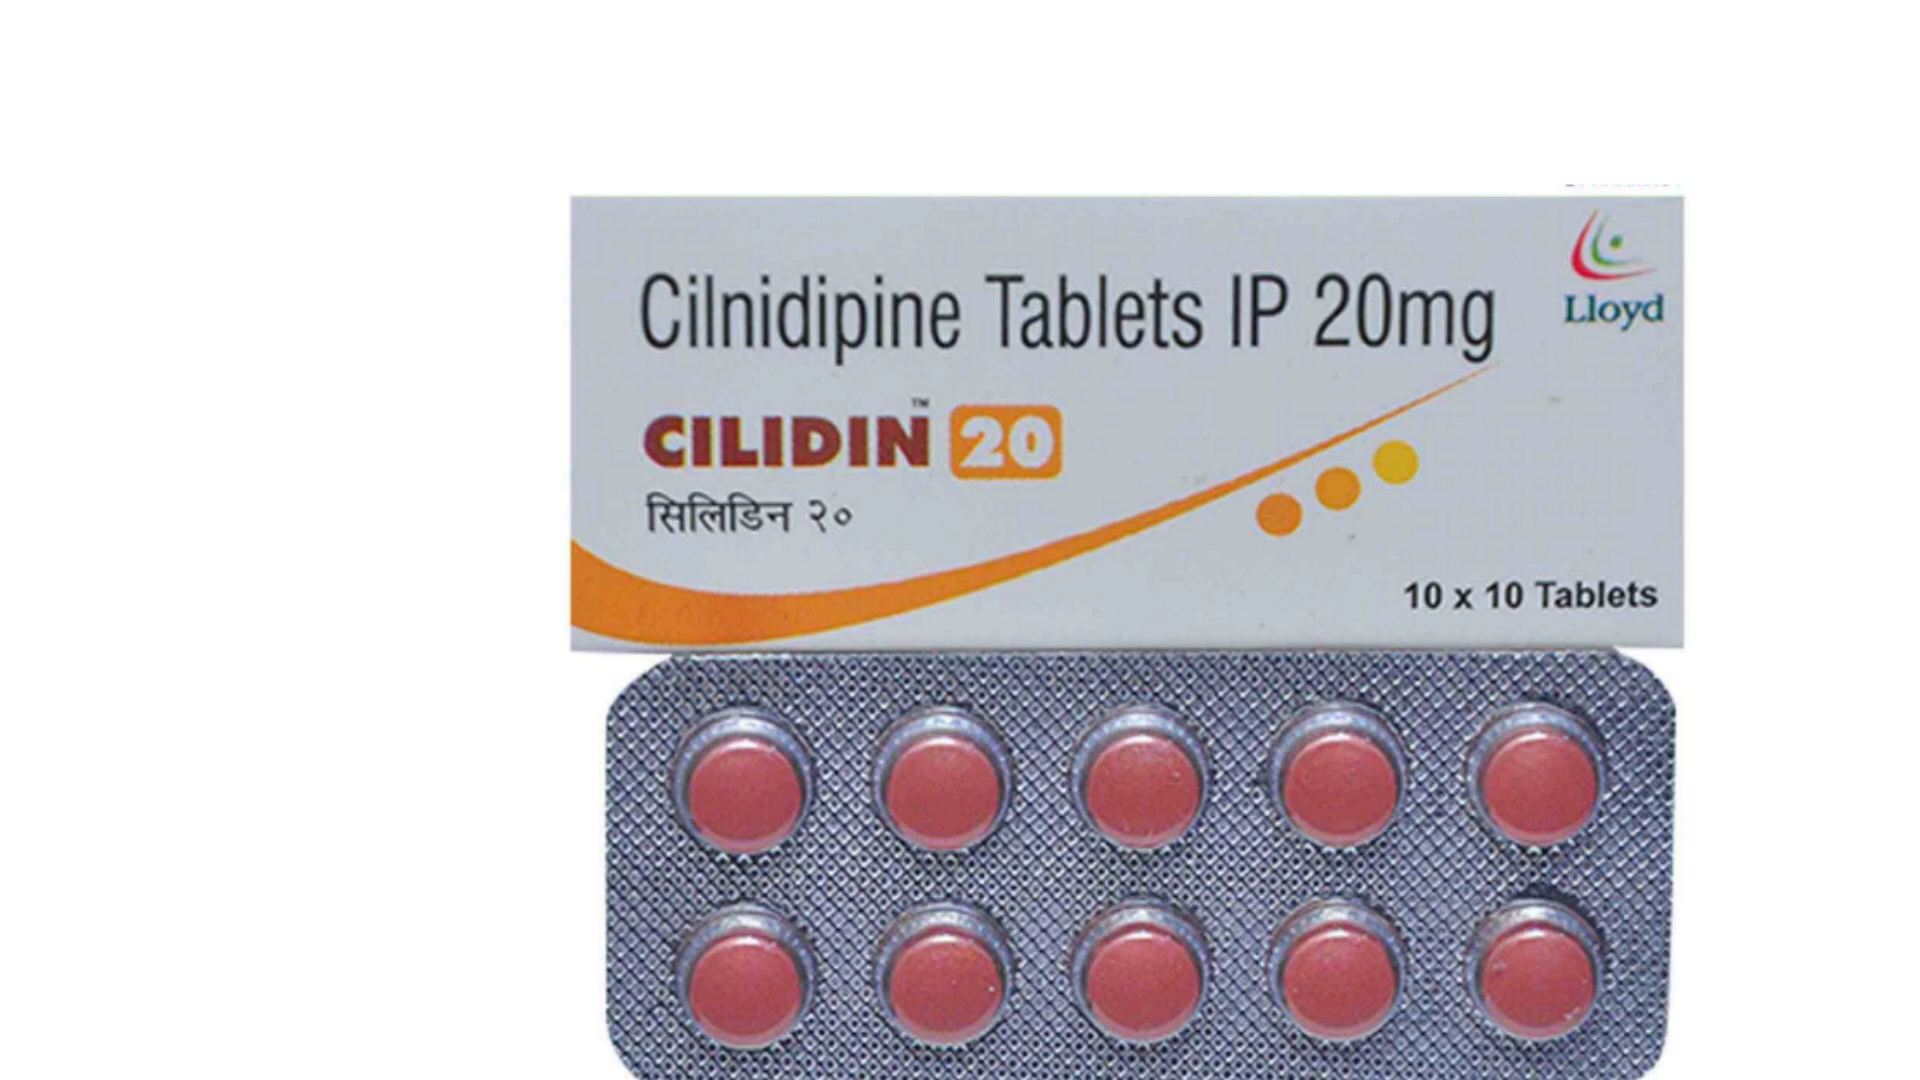 Cilnidipine Tablets IP 20mg
Lloyd
CILIDIN™ 20
सिलिडिन २०
10 x 10 Tablets